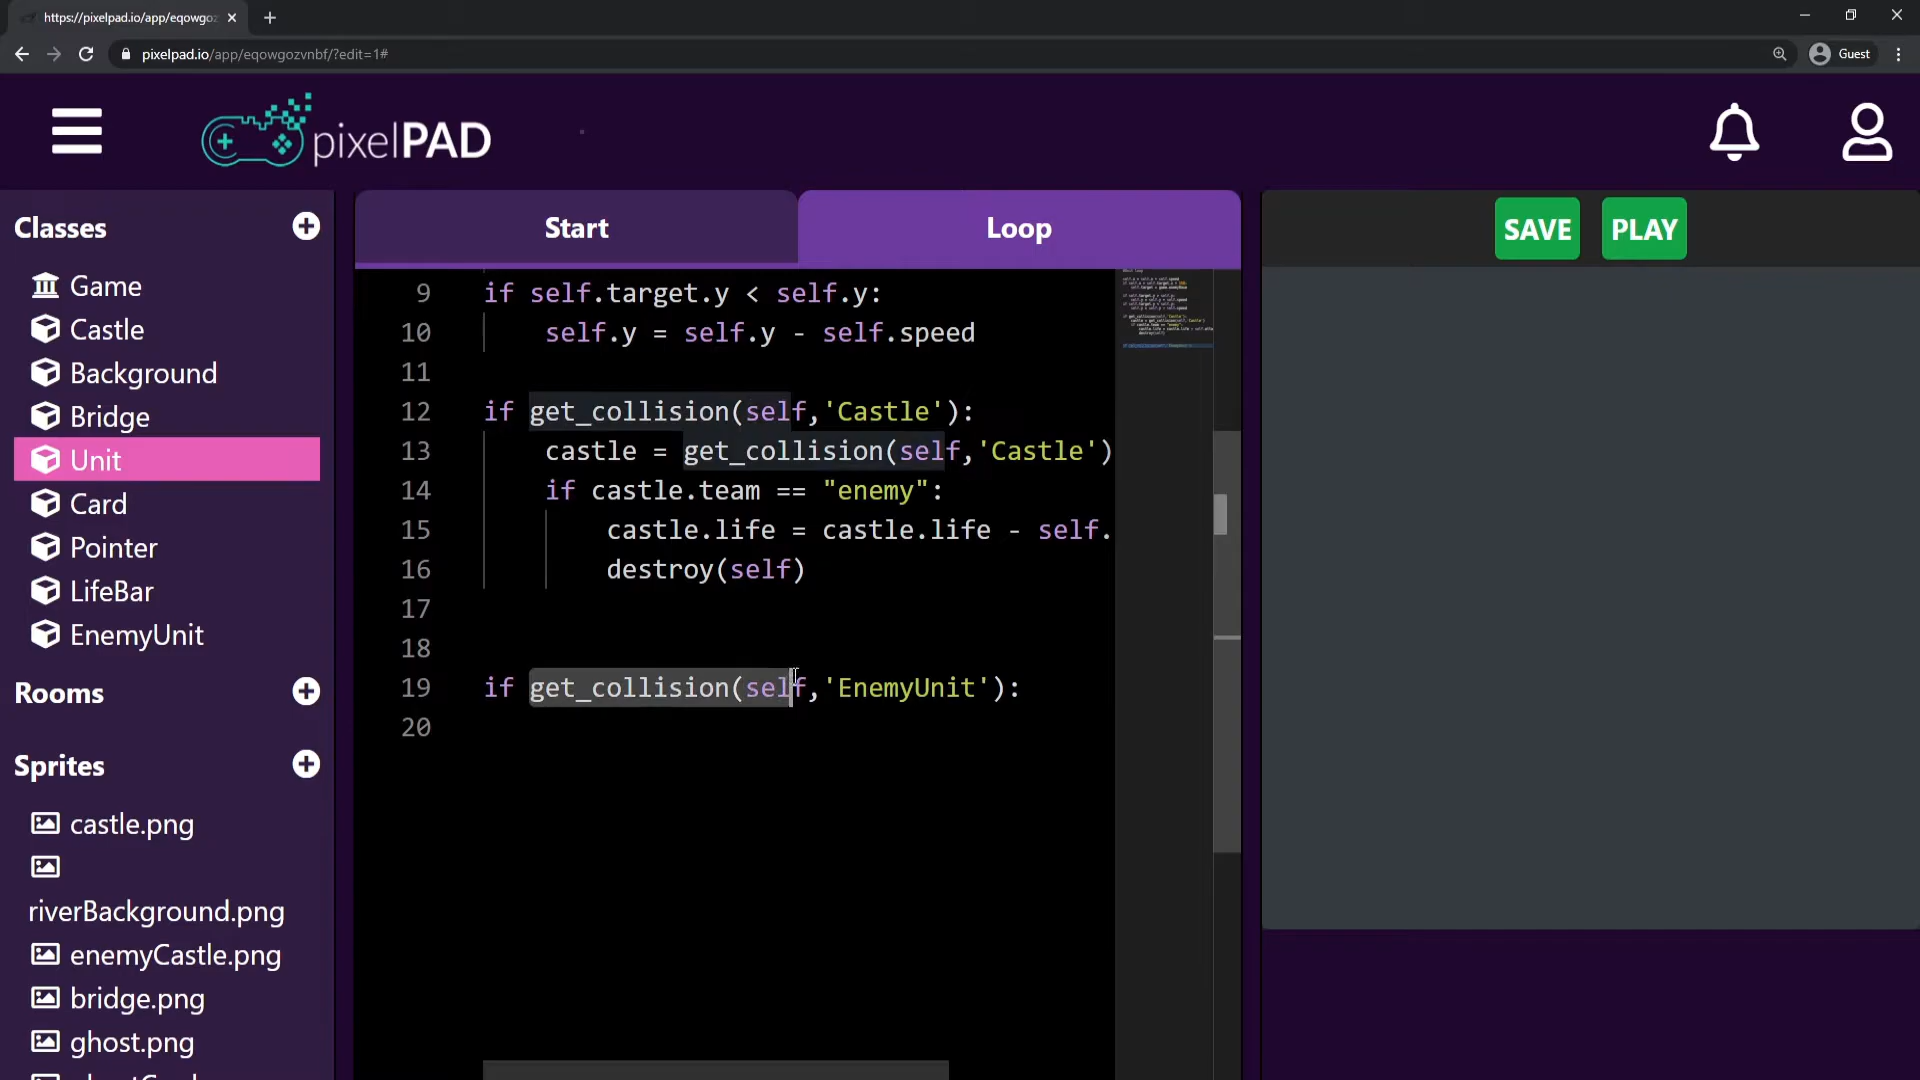 https://pixelpad.io/app/eqowgoz
pixelpad.io/app/eqowgozvnbf/?edit=1#
Guest
pixelPAD
Classes
Game
Castle
Background
Bridge
Unit
Card
Pointer
LifeBar
EnemyUnit
Rooms
Sprites
castle.png
riverBackground.png
enemyCastle.png
bridge.png
ghost.png
Start
Loop
9 if self.target.y < self.y:
10 self.y = self.y - self.speed
11
12 if get_collision(self,'Castle'):
13 castle = get_collision(self,'Castle')
14 if castle.team == "enemy":
15 castle.life = castle.life - self.
16 destroy(self)
17
18
19 if get_collision(self,'EnemyUnit'):
20
SAVE
PLAY